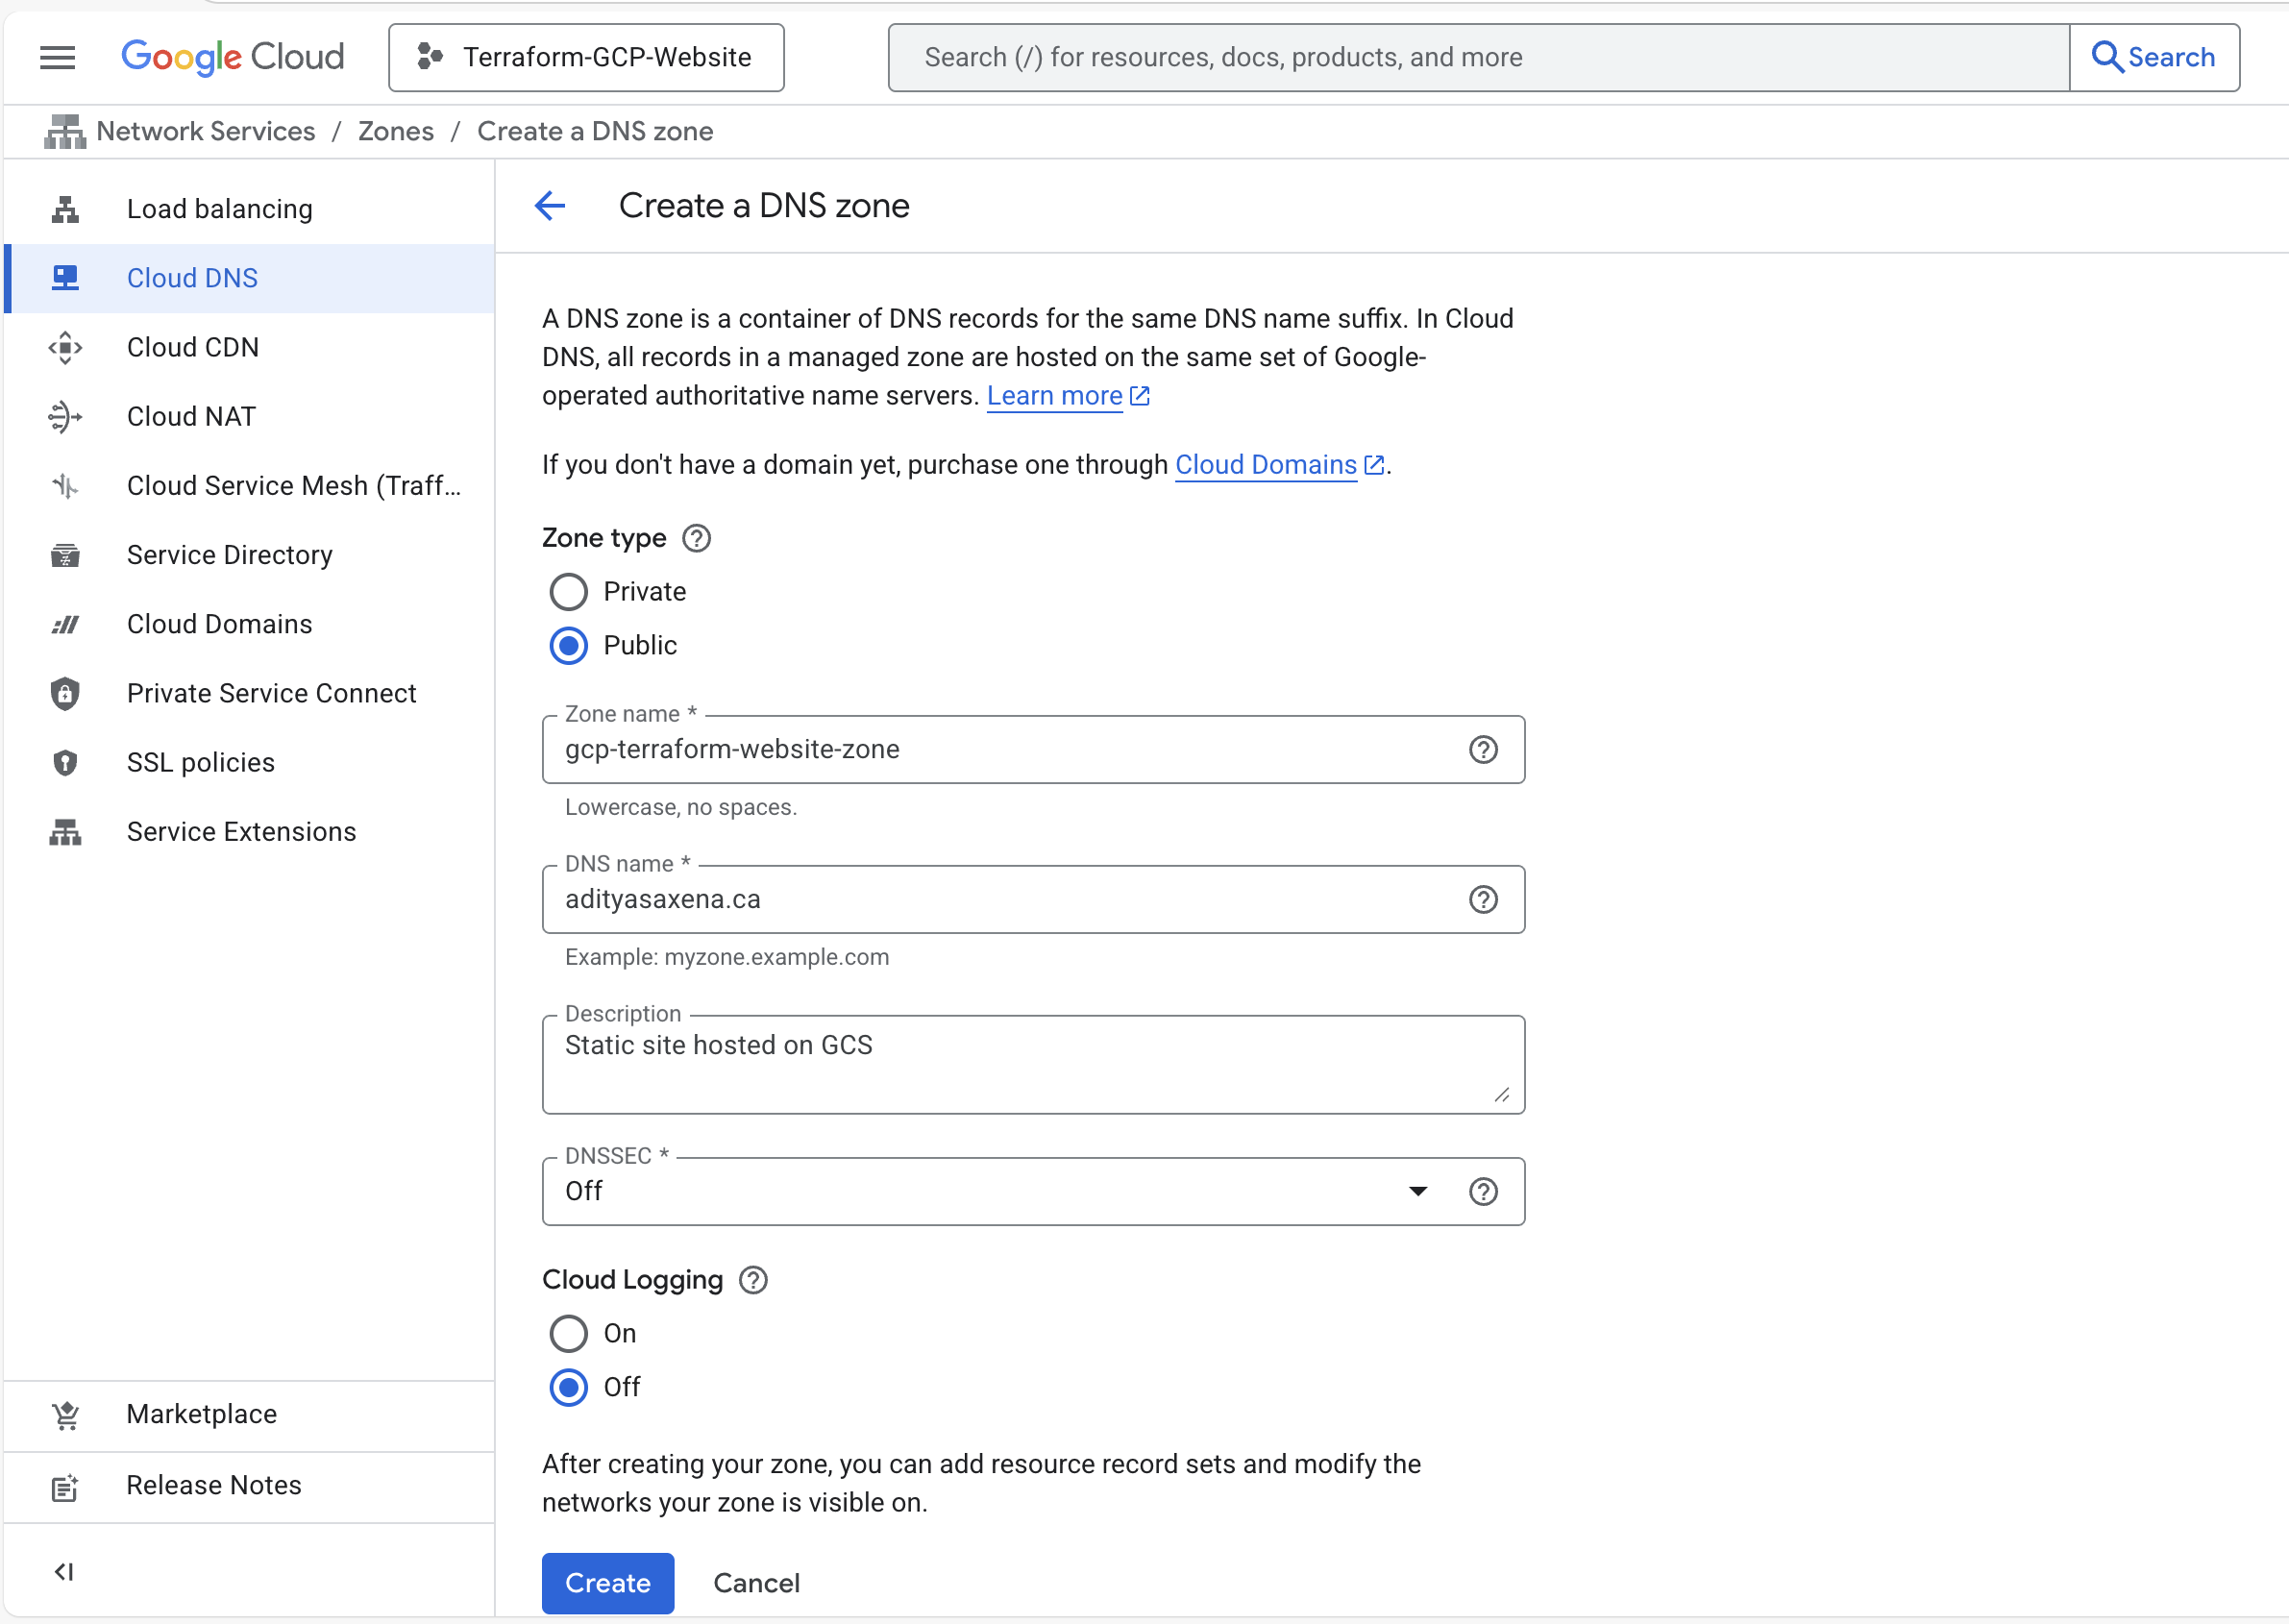 Google Cloud
Terraform-GCP-Website
Search (/) for resources, docs, products, and more
Search
Network Services / Zones / Create a DNS zone
Load balancing
Cloud DNS
Cloud CDN
Cloud NAT
Cloud Service Mesh (Traff...
Service Directory
Cloud Domains
Private Service Connect
SSL policies
Service Extensions
Marketplace
Release Notes
Create a DNS zone
A DNS zone is a container of DNS records for the same DNS name suffix. In Cloud
DNS, all records in a managed zone are hosted on the same set of Google-
operated authoritative name servers. Learn more
If you don't have a domain yet, purchase one through Cloud Domains.
Zone type
Private
Public
Zone name *
gcp-terraform-website-zone
Lowercase, no spaces.
DNS name *
adityasaxena.ca
Example: myzone.example.com
Description
Static site hosted on GCS
DNSSEC *
Off
Cloud Logging
On
Off
After creating your zone, you can add resource record sets and modify the
networks your zone is visible on.
Create
Cancel